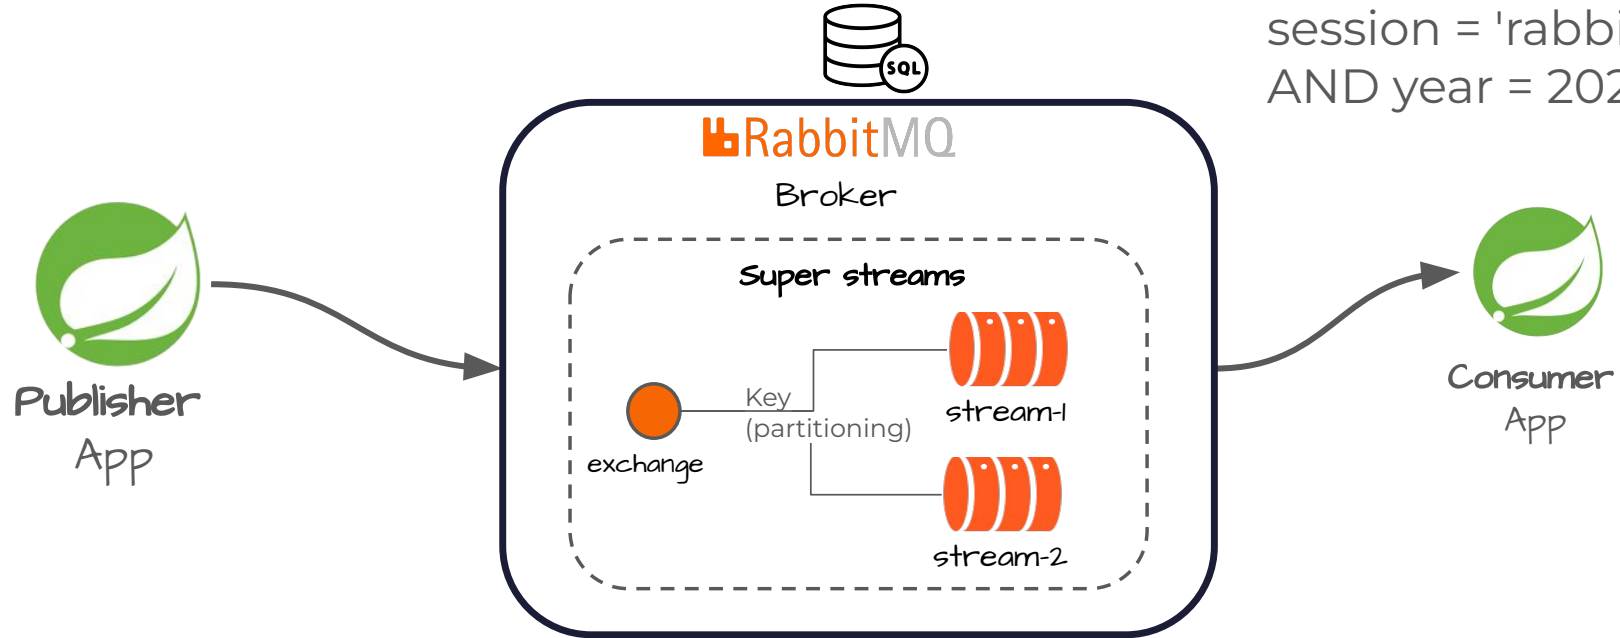 session = 'rabbi
AND year = 202
SQL
RabbitMQ
Broker
Super streams
Key
(partitioning)
exchange
stream-1
stream-2
Publisher
App
Consumer
App